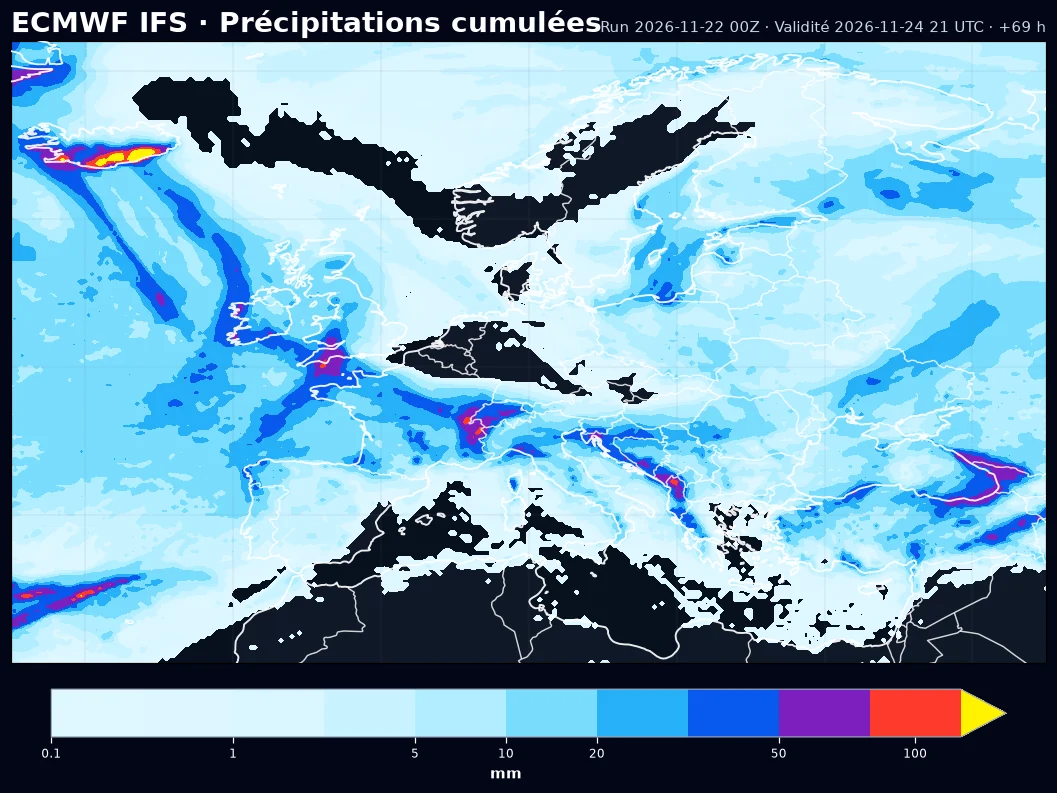 ECMWF IFS · Précipitations cumulées
Run 2026-11-22 00Z · Validité 2026-11-24 21 UTC · +69 h
0.1 1 5 10 20 50 100
mm